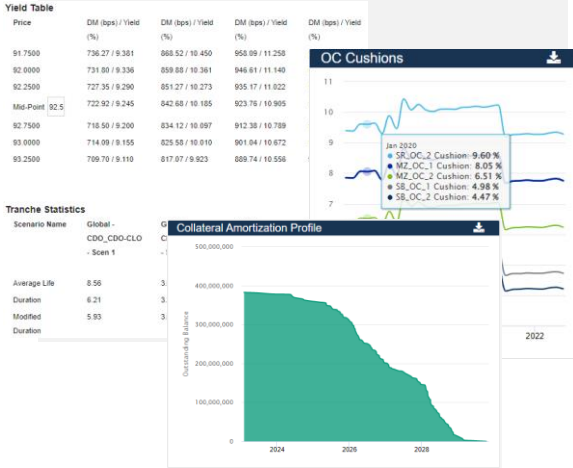 Yield Table
Price DM (bps) / Yield DM (bps) / Yield DM (bps) / Yield DM (bps) / Yield
(%) (%) (%) (%)
91.7500 736.27 / 9.381 868.52 / 10.450 958.09 / 11.258
92.0000 731.80 / 9.336 859.88 / 10.361 946.61 / 11.140
92.2500 727.35 / 9.290 851.27 / 10.273 935.17 / 11.022
Mid-Point 92.5 722.92 / 9.245 842.68 / 10.185 923.76 / 10.905
92.7500 718.50 / 9.200 834.12 / 10.097 912.38 / 10.789
93.0000 714.09 / 9.155 825.58 / 10.010 901.04 / 10.672
93.2500 709.70 / 9.110 817.07 / 9.923 889.74 / 10.556
OC Cushions
11
10
9
8
7
Jan 2020
SR_OC_2 Cushion: 9.60 %
MZ_OC_1 Cushion: 8.05 %
MZ_OC_2 Cushion: 6.51 %
SB_OC_1 Cushion: 4.98 %
SB_OC_2 Cushion: 4.47 %
2022
Tranche Statistics
Scenario Name Global -
CDO_CDO-CLO
- Scen 1
Average Life 8.56 3.
Duration 6.21 3.
Modified 5.93 3.
Duration
Collateral Amortization Profile
Outstanding Balance
500,000,000
400,000,000
300,000,000
200,000,000
100,000,000
0
2024 2026 2028